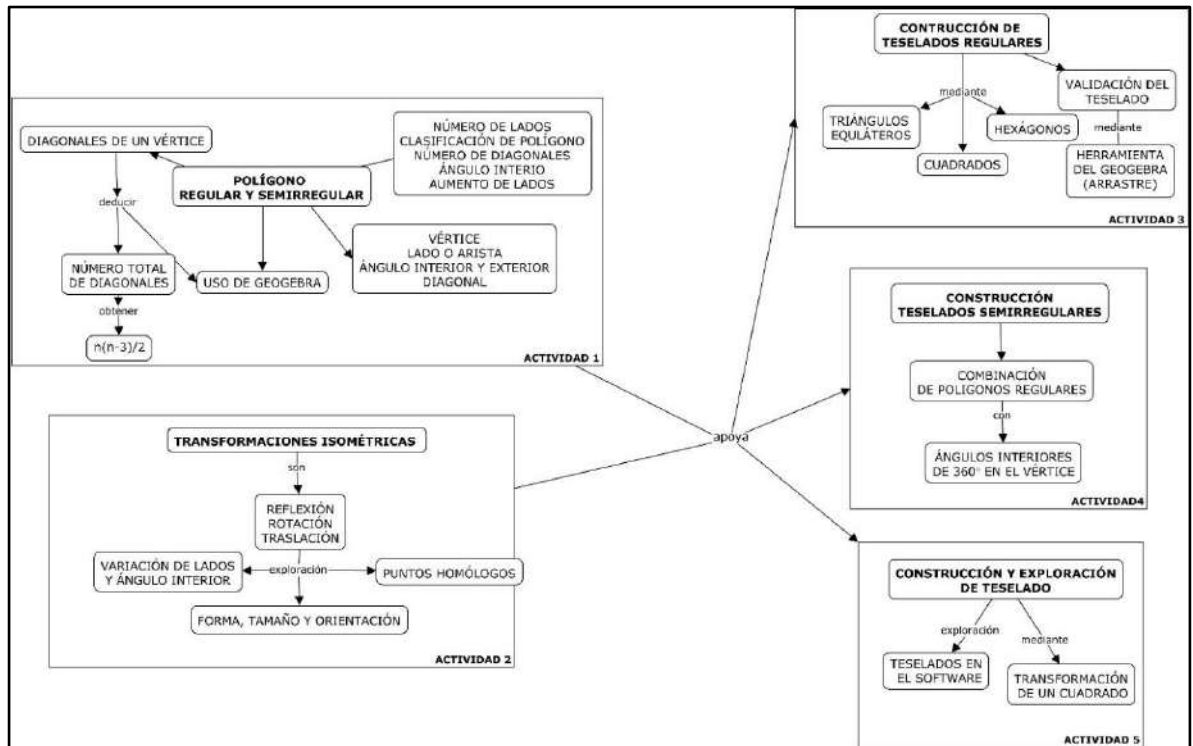 DIAGONALES DE UN VÉRTICE
NÚMERO DE LADOS
CLASIFICACIÓN DE POLÍGONO
NÚMERO DE DIAGONALES
ÁNGULO INTERIO
AUMENTO DE LADOS
POLÍGONO
REGULAR Y SEMIRREGULAR
deducir
VÉRTICE
LADO O ARISTA
ÁNGULO INTERIOR Y EXTERIOR
DIAGONAL
NÚMERO TOTAL
DE DIAGONALES
USO DE GEOGEBRA
obtener
n(n-3)/2
ACTIVIDAD 1
TRANSFORMACIONES ISOMÉTRICAS
son
REFLEXIÓN
ROTACIÓN
TRASLACIÓN
VARIACIÓN DE LADOS
Y ÁNGULO INTERIOR
exploración
PUNTOS HOMÓLOGOS
FORMA, TAMAÑO Y ORIENTACIÓN
ACTIVIDAD 2
apoya
CONTRUCCIÓN DE
TESELADOS REGULARES
mediante
VALIDACIÓN DEL
TESELADO
TRIÁNGULOS
EQULÁTEROS
HEXÁGONOS
mediante
CUADRADOS
HERRAMIENTA
DEL GEOGEBRA
(ARRASTRE)
ACTIVIDAD 3
CONSTRUCCIÓN
TESELADOS SEMIRREGULARES
COMBINACIÓN
DE POLIGONOS REGULARES
con
ÁNGULOS INTERIORES
DE 360° EN EL VÉRTICE
ACTIVIDAD4
CONSTRUCCIÓN Y EXPLORACIÓN
DE TESELADO
exploración
mediante
TESELADOS EN
EL SOFTWARE
TRANSFORMACIÓN
DE UN CUADRADO
ACTIVIDAD 5